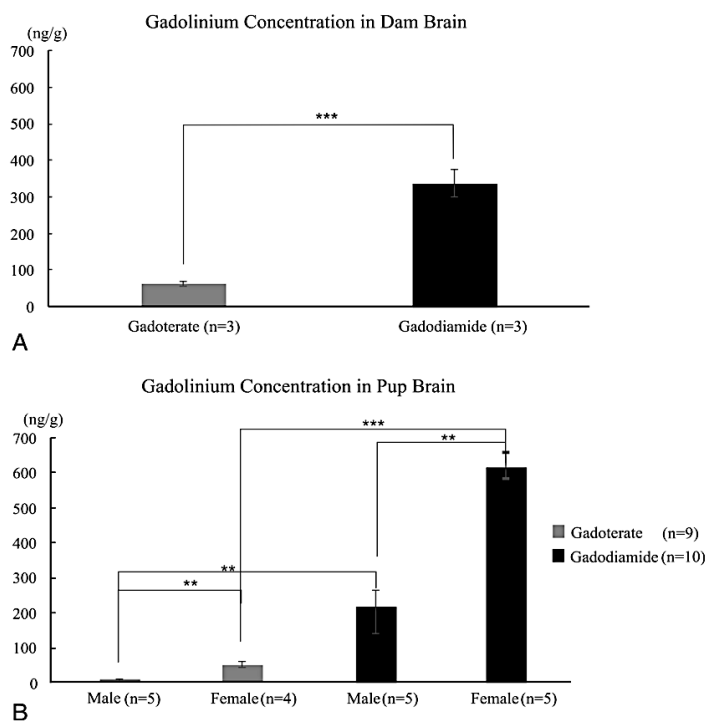 Gadolinium Concentration in Dam Brain
(ng/g)
700
600
500
400
300
200
100
0
***
Gadoterate (n=3)
Gadodiamide (n=3)
A
Gadolinium Concentration in Pup Brain
(ng/g)
700
600
500
400
300
200
100
0
***
**
**
**
Gadoterate (n=9)
Gadodiamide (n=10)
Male (n=5)
Female (n=4)
Male (n=5)
Female (n=5)
B